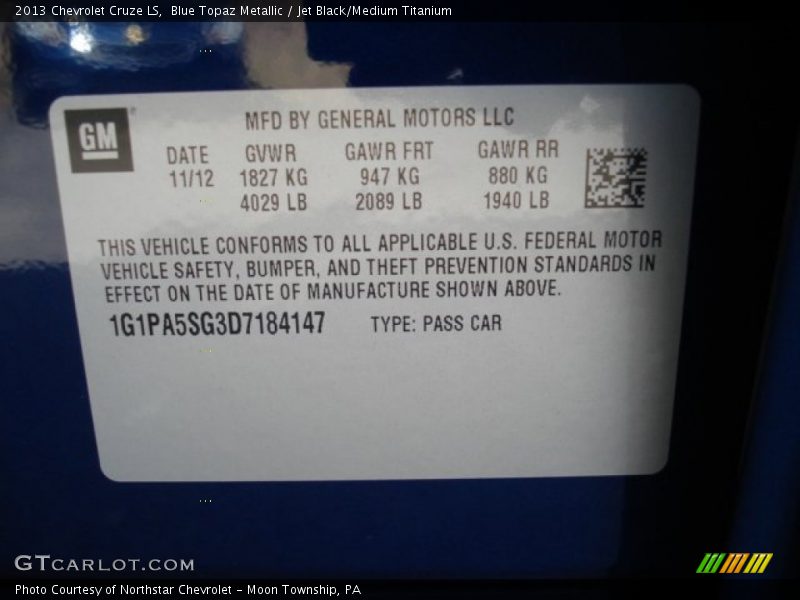 2013 Chevrolet Cruze LS,  Blue Topaz Metallic / Jet Black/Medium Titanium
GM
MFD BY GENERAL MOTORS LLC
DATE GVWR GAWR FRT GAWR RR
11/12 1827 KG 947 KG 880 KG
4029 LB 2089 LB 1940 LB
THIS VEHICLE CONFORMS TO ALL APPLICABLE U.S. FEDERAL MOTOR
VEHICLE SAFETY, BUMPER, AND THEFT PREVENTION STANDARDS IN
EFFECT ON THE DATE OF MANUFACTURE SHOWN ABOVE.
1G1PA5SG3D7184147 TYPE: PASS CAR
GTCARLOT.COM
Photo Courtesy of Northstar Chevrolet - Moon Township, PA